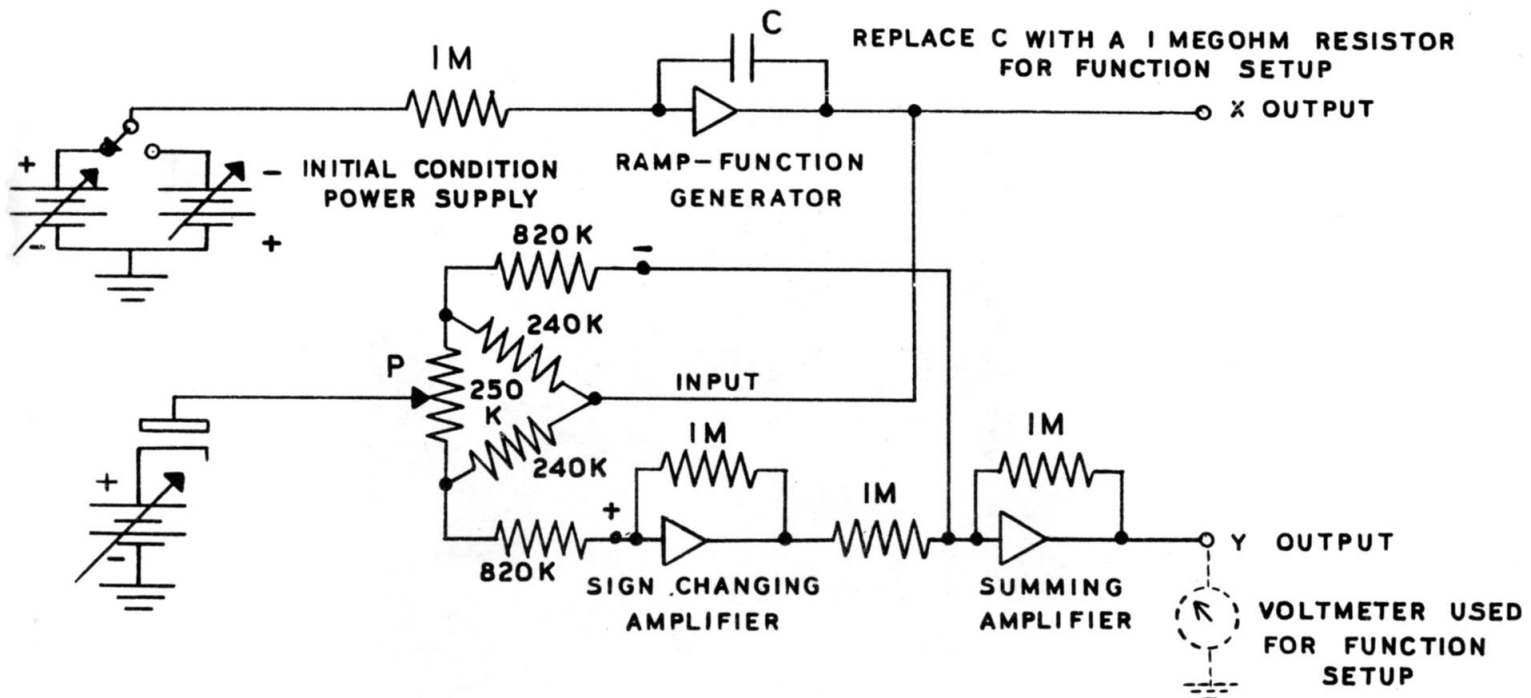 C
1M
REPLACE C WITH A 1 MEGOHM RESISTOR
FOR FUNCTION SETUP
X OUTPUT
+
-
INITIAL CONDITION
POWER SUPPLY
RAMP-FUNCTION
GENERATOR
-
+
820K
-
240K
P
250
K
INPUT
240K
1M
1M
1M
+
+
-
820K
SIGN CHANGING
AMPLIFIER
SUMMING
AMPLIFIER
Y OUTPUT
VOLTMETER USED
FOR FUNCTION
SETUP